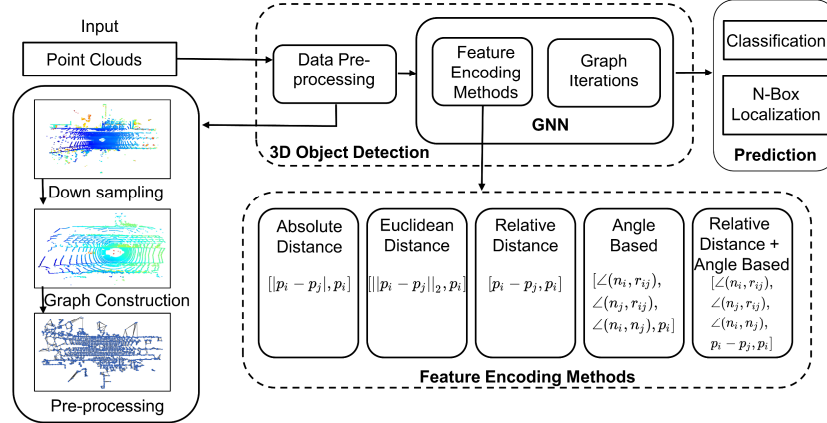 Input
Point Clouds
Data Pre-
processing
Feature
Encoding
Methods
Graph
Iterations
GNN
3D Object Detection
Classification
N-Box
Localization
Prediction
Down sampling
Graph Construction
Pre-processing
Absolute
Distance
[|p_i − p_j|, p_i]
Euclidean
Distance
[||p_i − p_j||_2, p_i]
Relative
Distance
[p_i − p_j, p_i]
Angle
Based
[∠(n_i, r_ij),
∠(n_j, r_ij),
∠(n_i, n_j), p_i]
Relative
Distance +
Angle Based
[∠(n_i, r_ij),
∠(n_j, r_ij),
∠(n_i, n_j),
p_i − p_j, p_i]
Feature Encoding Methods